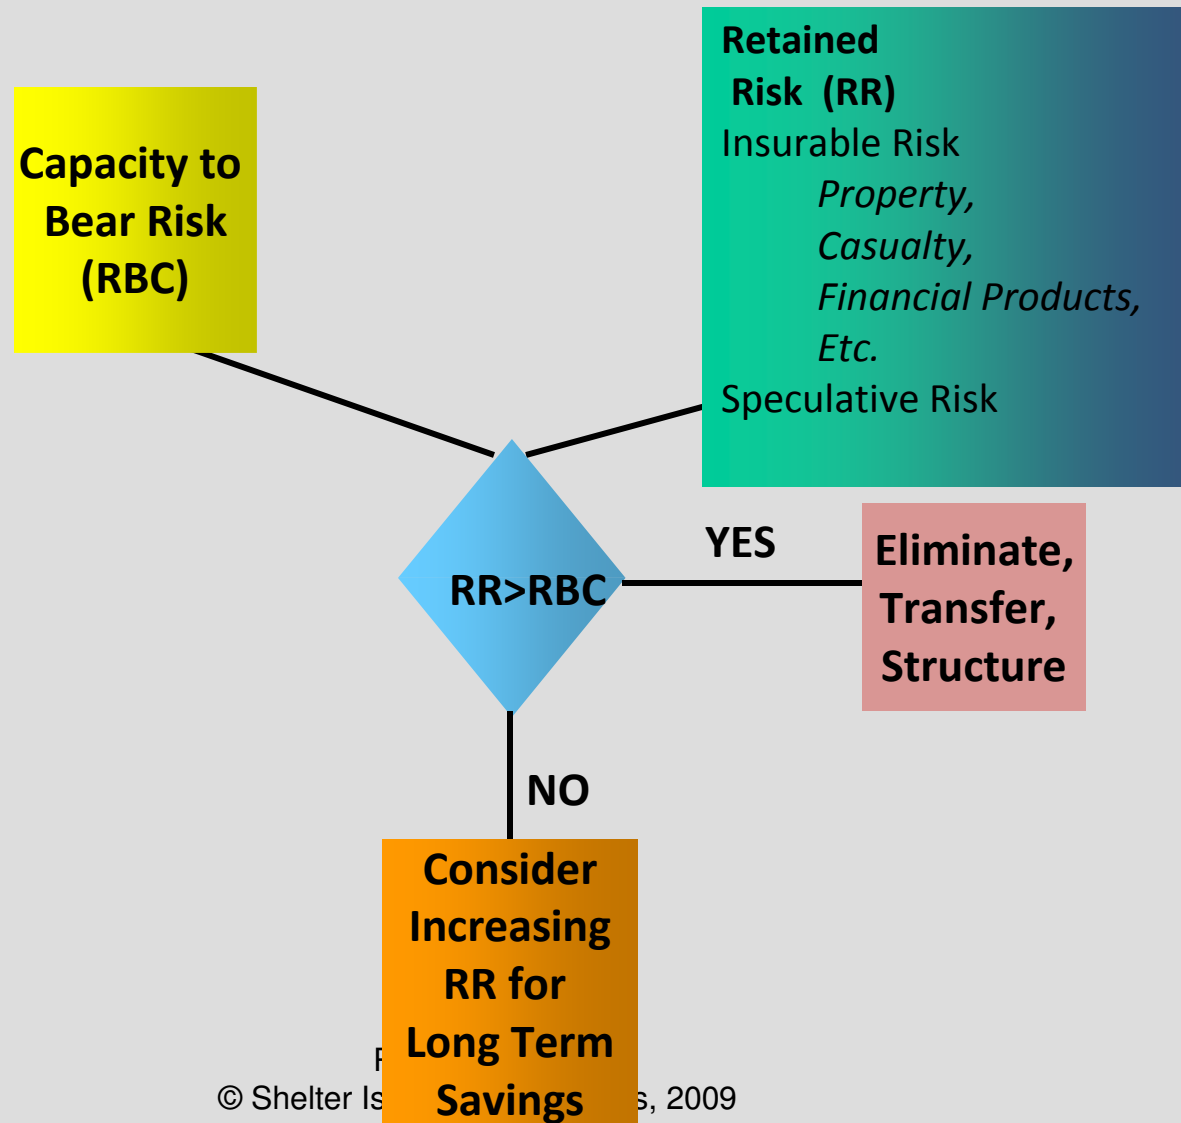 Capacity to
Bear Risk
(RBC)
Retained
Risk (RR)
Insurable Risk
Property,
Casualty,
Financial Products,
Etc.
Speculative Risk
RR>RBC
YES
Eliminate,
Transfer,
Structure
NO
Consider
Increasing
RR for
Long Term
Savings
© Shelter , 2009